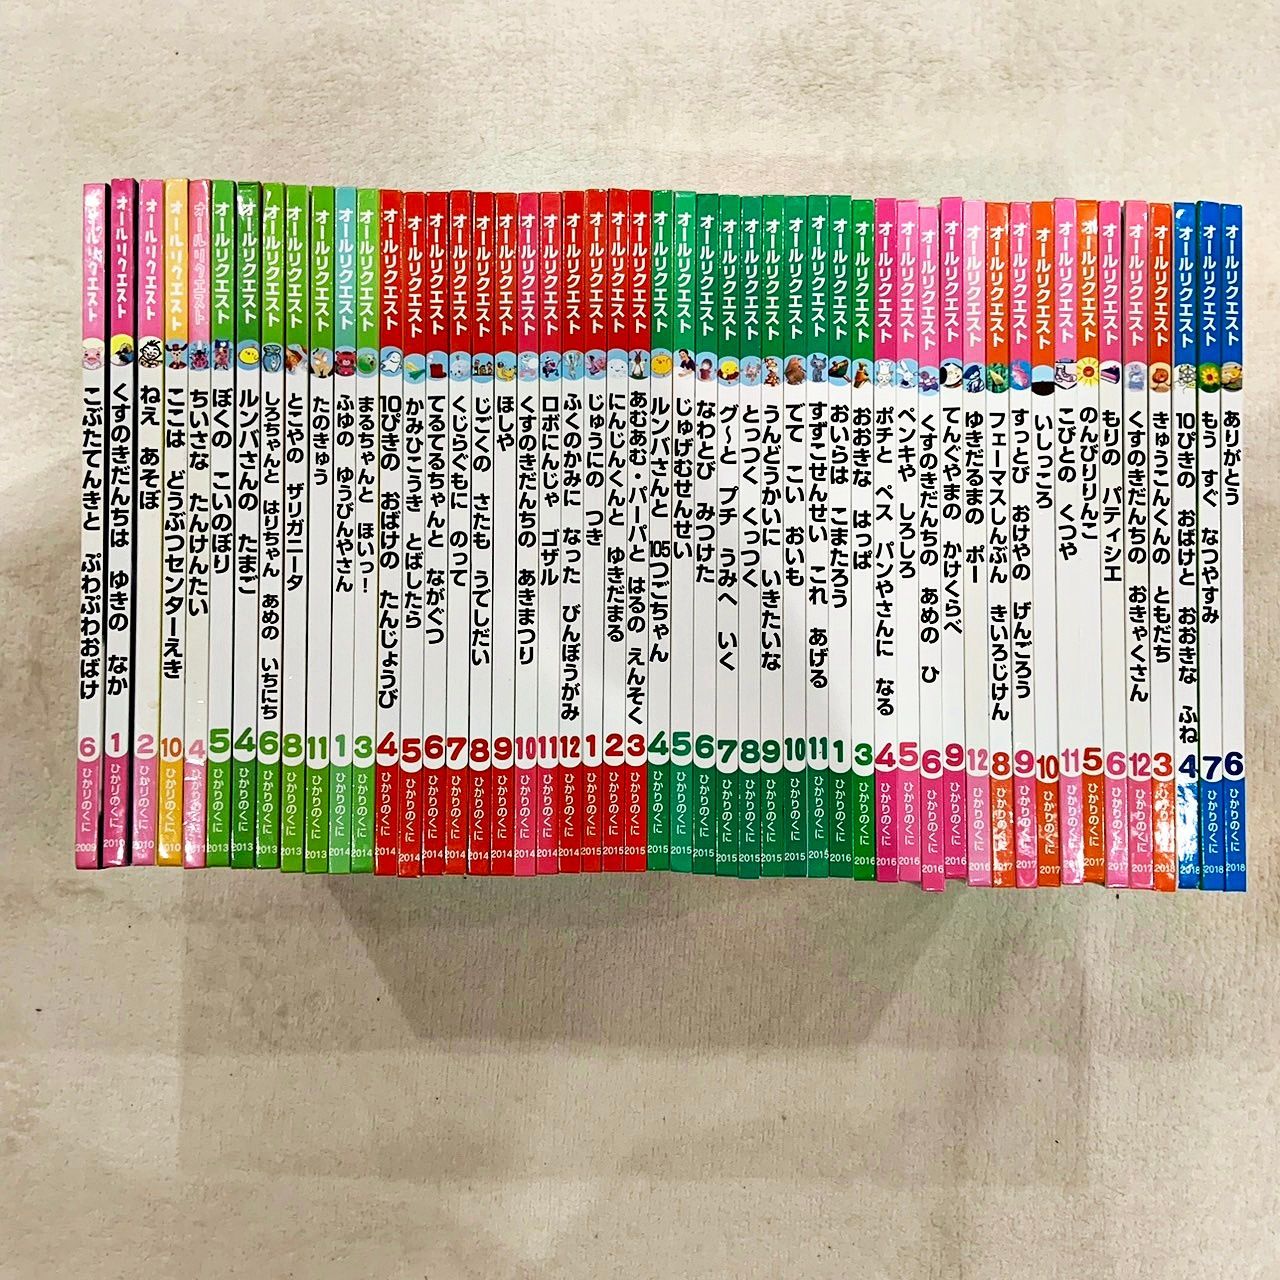 オールリクエスト こぶたてんきと ぷわぷわおばけ 6 ひかりのくに 2009
オールリクエスト くすのきだんちは ゆきの なか 1 ひかりのくに 2010
オールリクエスト ねえ あそぼ 2 ひかりのくに 2010
オールリクエスト ここは どうぶつセンターえき 10 ひかりのくに 2010
オールリクエスト ちいさな たんけんたい 4 ひかりのくに 2011
オールリクエスト ぼくの こいのぼり 5 ひかりのくに 2013
オールリクエスト ルンバさんの たまご 4 ひかりのくに 2013
オールリクエスト しろちゃんと はりちゃん あめの いちにち 6 ひかりのくに 2013
オールリクエスト とこやの ザリガニータ 8 ひかりのくに 2013
オールリクエスト たのきゅう 11 ひかりのくに 2013
オールリクエスト ふゆの ゆうびんやさん 1 ひかりのくに 2014
オールリクエスト まるちゃんと ほいっ! 3 ひかりのくに 2014
オールリクエスト 10ぴきの おばけの たんじょうび 4 ひかりのくに 2014
オールリクエスト かみひこうき とばしたら 5 ひかりのくに 2014
オールリクエスト てるてるちゃんと ながぐつ 6 ひかりのくに 2014
オールリクエスト くじらぐもに のって 7 ひかりのくに 2014
オールリクエスト じごくの さたも うでしだい 8 ひかりのくに 2014
オールリクエスト ほしや 9 ひかりのくに 2014
オールリクエスト くすのきだんちの あきまつり 10 ひかりのくに 2014
オールリクエスト ロボにんじゃ ゴザル 11 ひかりのくに 2014
オールリクエスト ふくのかみに なった びんぼうがみ 12 ひかりのくに 2014
オールリクエスト じゅうにの つき 1 ひかりのくに 2015
オールリクエスト にんじんくんと ゆきだまる 2 ひかりのくに 2015
オールリクエスト あむあむ・パーパと はるの えんそく 3 ひかりのくに 2015
オールリクエスト ルンバさんと 105つごちゃん 4 ひかりのくに 2015
オールリクエスト じゅげむせんせい 5 ひかりのくに 2015
オールリクエスト なわとび みつけた 6 ひかりのくに 2015
オールリクエスト グ〜と プチ うみへ いく 7 ひかりのくに 2015
オールリクエスト とっつく くっつく 8 ひかりのくに 2015
オールリクエスト うんどうかいに いきたいな 9 ひかりのくに 2015
オールリクエスト でて こい おいも 10 ひかりのくに 2015
オールリクエスト すずこせんせい これ あげる 11 ひかりのくに 2015
オールリクエスト おいらは こまたろう 1 ひかりのくに 2016
オールリクエスト おおきな はっぱ 3 ひかりのくに 2016
オールリクエスト ポチと ペス パンやさんに なる 4 ひかりのくに 2016
オールリクエスト ペンキや しろしろ 5 ひかりのくに 2016
オールリクエスト くすのきだんちの あめの ひ 6 ひかりのくに 2016
オールリクエスト てんぐやまの かけくらべ 9 ひかりのくに 2016
オールリクエスト ゆきだるまの ポー 12 ひかりのくに 2016
オールリクエスト フェーマスしんぶん きいろじけん 8 ひかりのくに 2017
オールリクエスト すっとび おけやの げんごろう 9 ひかりのくに 2017
オールリクエスト いしっころ 10 ひかりのくに 2017
オールリクエスト こびとの くつや 11 ひかりのくに 2017
オールリクエスト のんびりりんこ 5 ひかりのくに 2017
オールリクエスト もりの パティシエ 6 ひかりのくに 2017
オールリクエスト くすのきだんちの おきゃくさん 12 ひかりのくに 2017
オールリクエスト きゅうこんくんの ともだち 3 ひかりのくに 2018
オールリクエスト 10ぴきの おばけと おおきな ふね 4 ひかりのくに 2018
オールリクエスト もう すぐ なつやすみ 7 ひかりのくに 2018
オールリクエスト ありがとう 6 ひかりのくに 2018